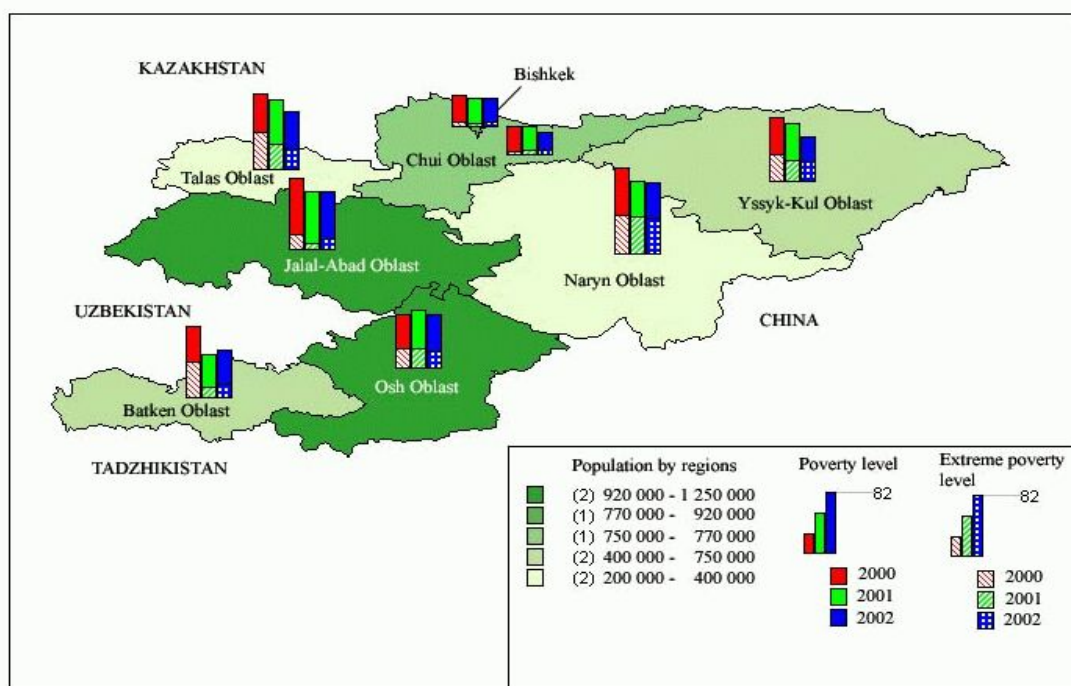 KAZAKHSTAN
Bishkek
Chui Oblast
Talas Oblast
Yssyk-Kul Oblast
Jalal-Abad Oblast
Naryn Oblast
UZBEKISTAN
CHINA
Osh Oblast
Batken Oblast
TADZHIKISTAN
Population by regions
(2) 920 000 - 1 250 000
(1) 770 000 - 920 000
(1) 750 000 - 770 000
(2) 400 000 - 750 000
(2) 200 000 - 400 000
Poverty level
82
2000
2001
2002
Extreme poverty
level
82
2000
2001
2002